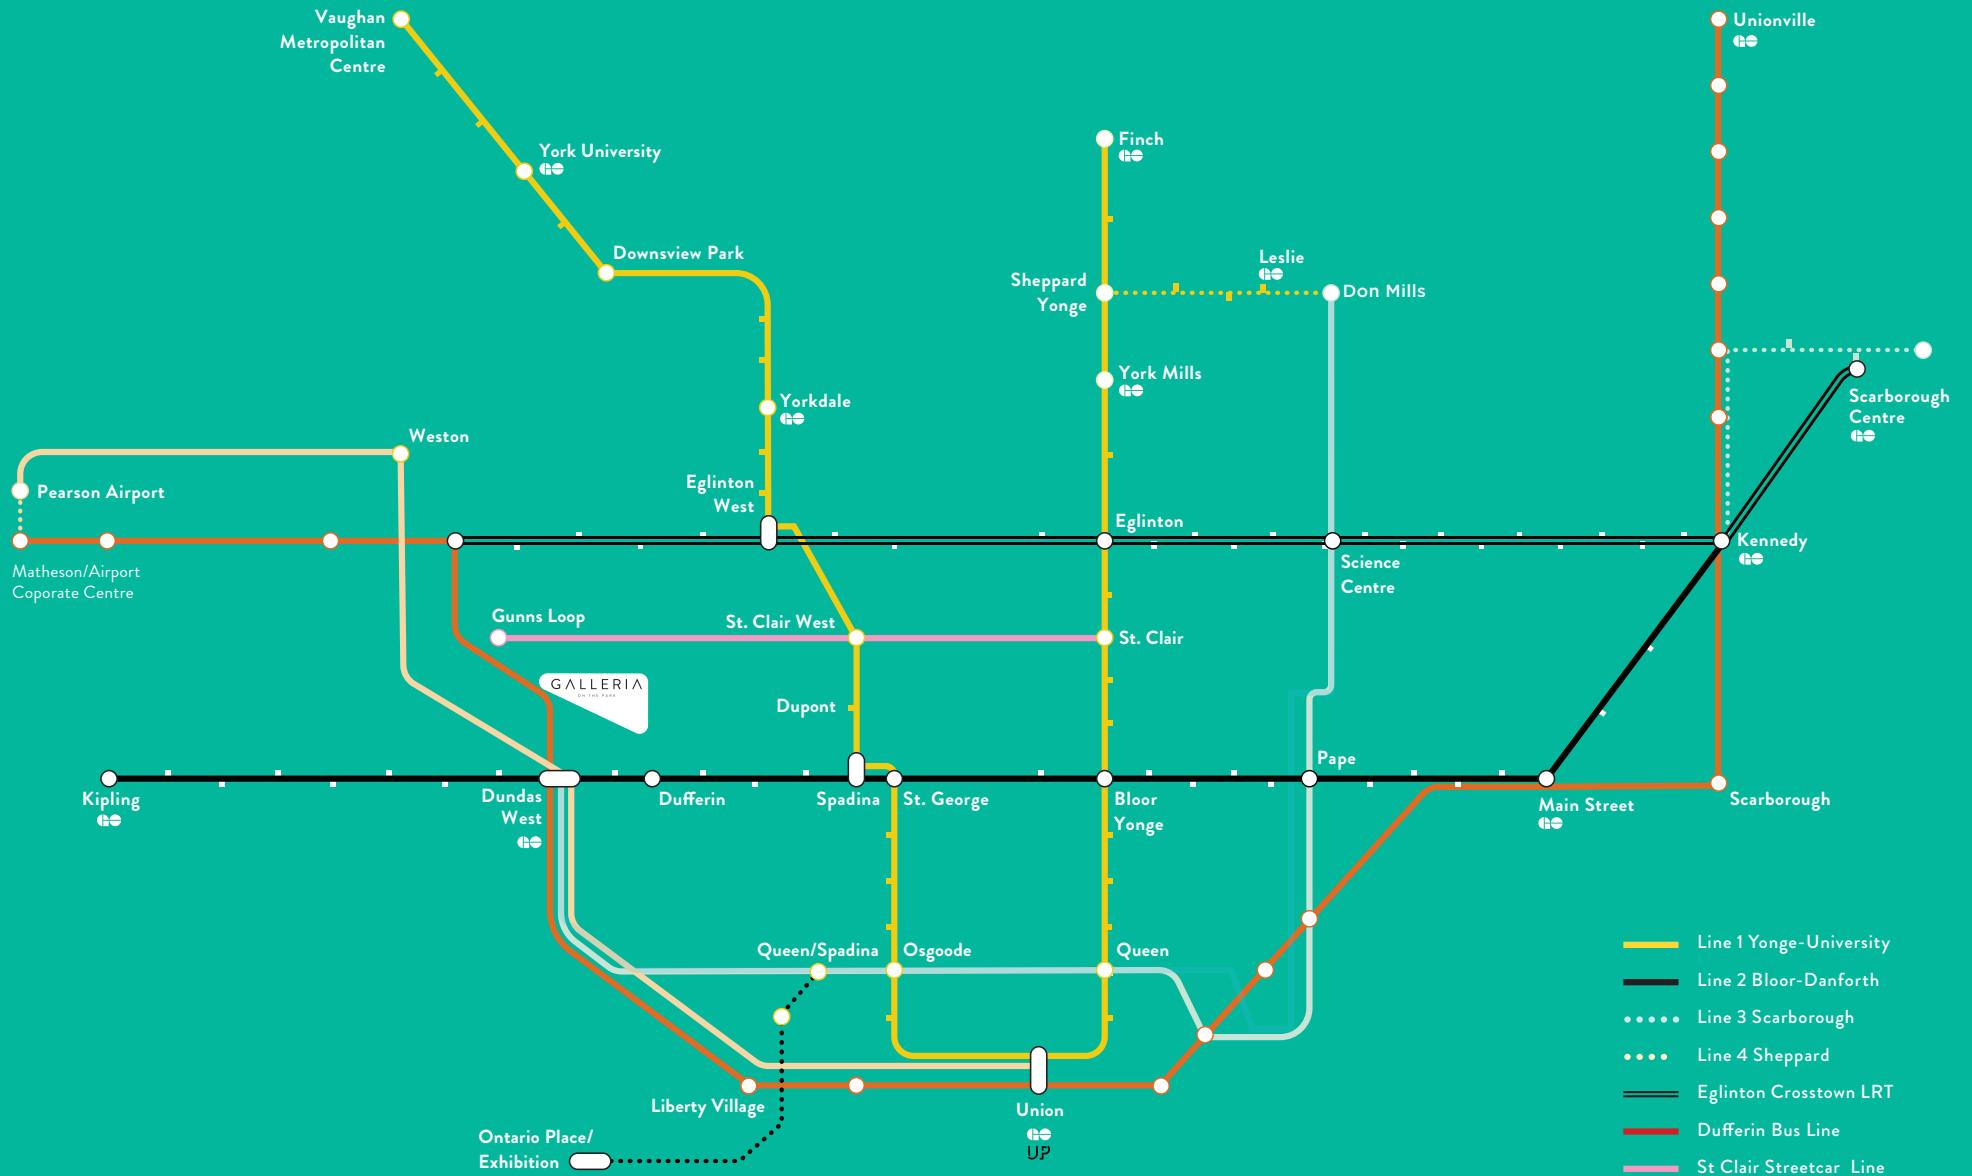 Vaughan
Metropolitan
Centre
Unionville
York University
Finch
Downsview Park
Leslie
Sheppard
Yonge
Don Mills
York Mills
Yorkdale
Scarborough
Centre
Weston
Pearson Airport
Eglinton
West
Eglinton
Kennedy
Matheson/Airport
Coporate Centre
Science
Centre
Gunns Loop
St. Clair West
St. Clair
GALLERIA
ON THE PARK
Dupont
Pape
Kipling
Dundas
West
Dufferin
Spadina
St. George
Bloor
Yonge
Main Street
Scarborough
Queen/Spadina
Osgoode
Queen
Liberty Village
Union
UP
Ontario Place/
Exhibition
Line 1 Yonge-University
Line 2 Bloor-Danforth
Line 3 Scarborough
Line 4 Sheppard
Eglinton Crosstown LRT
Dufferin Bus Line
St Clair Streetcar Line